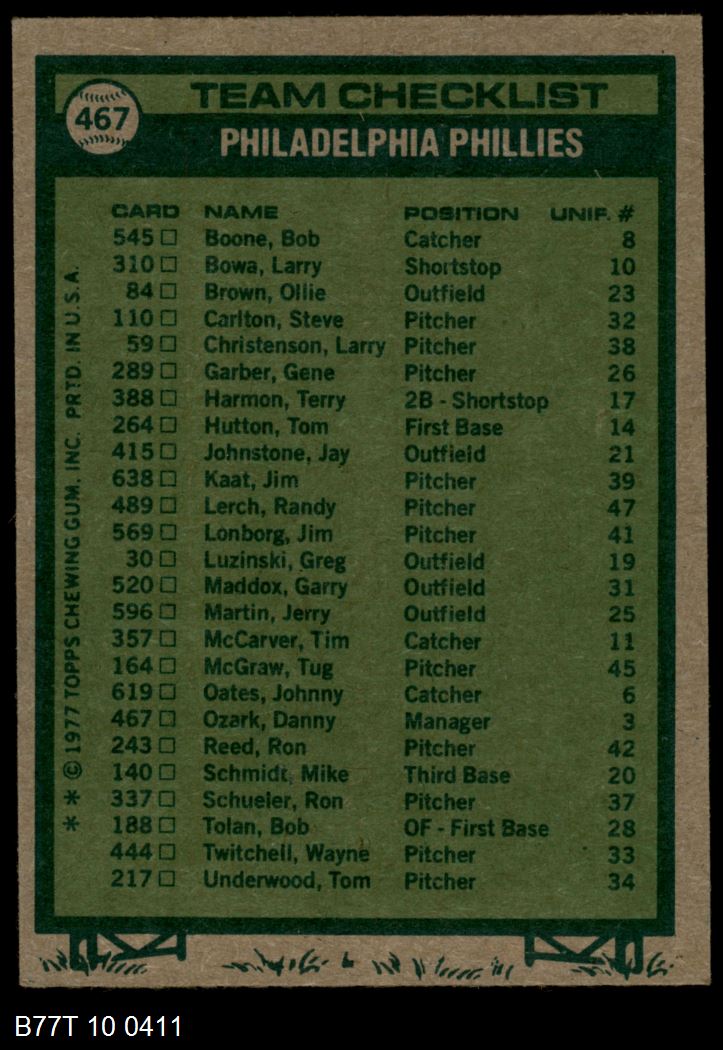 467
TEAM CHECKLIST
PHILADELPHIA PHILLIES
CARD NAME POSITION UNIF. #
545 □ Boone, Bob Catcher 8
310 □ Bowa, Larry Shortstop 10
84 □ Brown, Ollie Outfield 23
110 □ Carlton, Steve Pitcher 32
59 □ Christenson, Larry Pitcher 38
289 □ Garber, Gene Pitcher 26
388 □ Harmon, Terry 2B - Shortstop 17
264 □ Hutton, Tom First Base 14
415 □ Johnstone, Jay Outfield 21
638 □ Kaat, Jim Pitcher 39
489 □ Lerch, Randy Pitcher 47
569 □ Lonborg, Jim Pitcher 41
30 □ Luzinski, Greg Outfield 19
520 □ Maddox, Garry Outfield 31
596 □ Martin, Jerry Outfield 25
357 □ McCarver, Tim Catcher 11
164 □ McGraw, Tug Pitcher 45
619 □ Oates, Johnny Catcher 6
467 □ Ozark, Danny Manager 3
243 □ Reed, Ron Pitcher 42
140 □ Schmidt, Mike Third Base 20
337 □ Schueler, Ron Pitcher 37
188 □ Tolan, Bob OF - First Base 28
444 □ Twitchell, Wayne Pitcher 33
217 □ Underwood, Tom Pitcher 34
* * © 1977 TOPPS CHEWING GUM, INC. PRTD. IN U.S.A.
B77T 10 0411